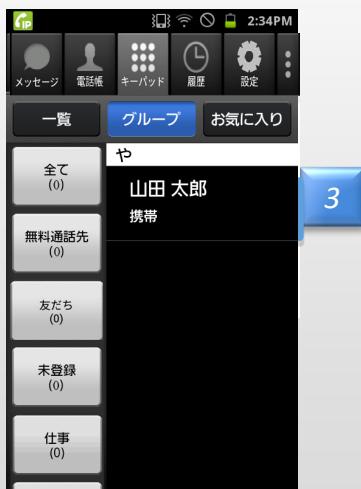 GIP
2:34PM
メッセージ
電話帳
キーパッド
履歴
設定
一覧
グループ
お気に入り
全て
(0)
無料通話先
(0)
友だち
(0)
未登録
(0)
仕事
(0)
や
山田 太郎
携帯
3